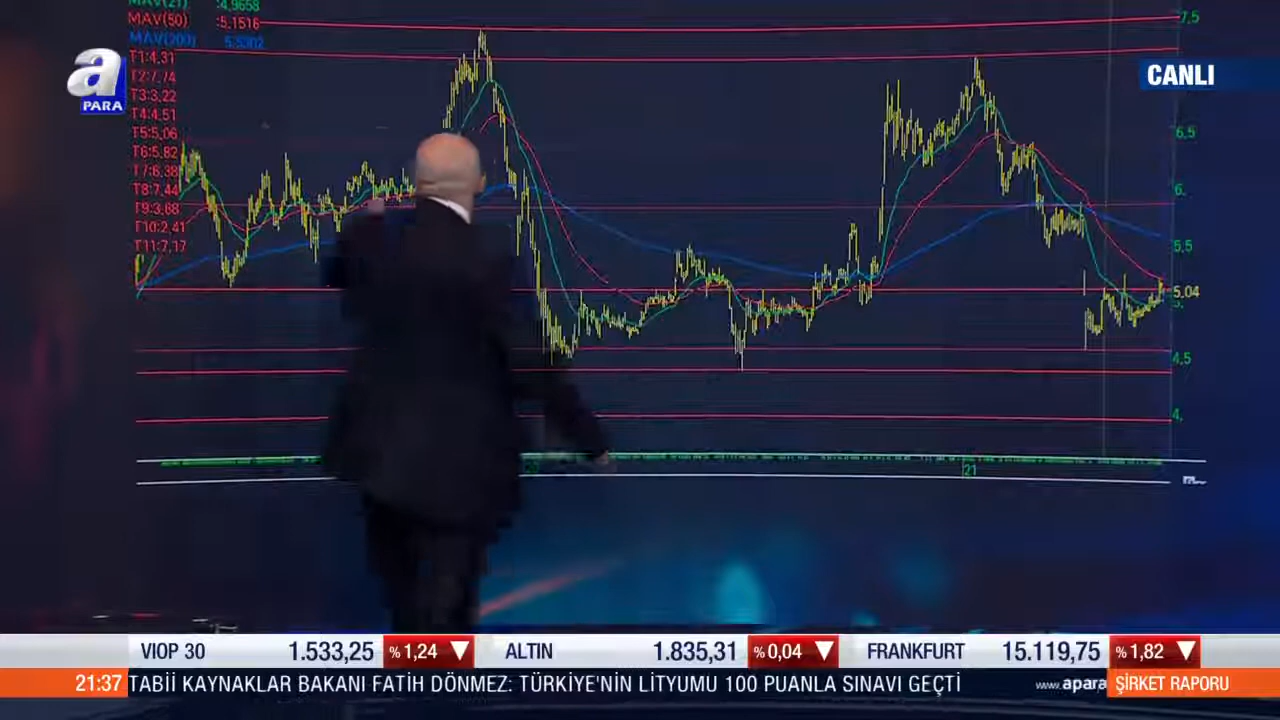 MAV(21) :4,9658
MAV(50) :5,1516
MAV(200) 5,5302
T1:4,31
T2:7,74
T3:3,22
T4:4,51
T5:5,06
T6:5,82
T7:6,38
T8:7,44
T9:3,68
T10:2,41
T11:7,17
a
PARA
CANLI
7,5
6,5
6,
5,5
5,04
4,5
4,
21
VIOP 30 1.533,25 %1,24 ALTIN 1.835,31 %0,04 FRANKFURT 15.119,75 %1,82
21:37 TABİİ KAYNAKLAR BAKANI FATİH DÖNMEZ: TÜRKİYE'NİN LİTYUMU 100 PUANLA SINAVI GEÇTİ www.apara ŞİRKET RAPORU